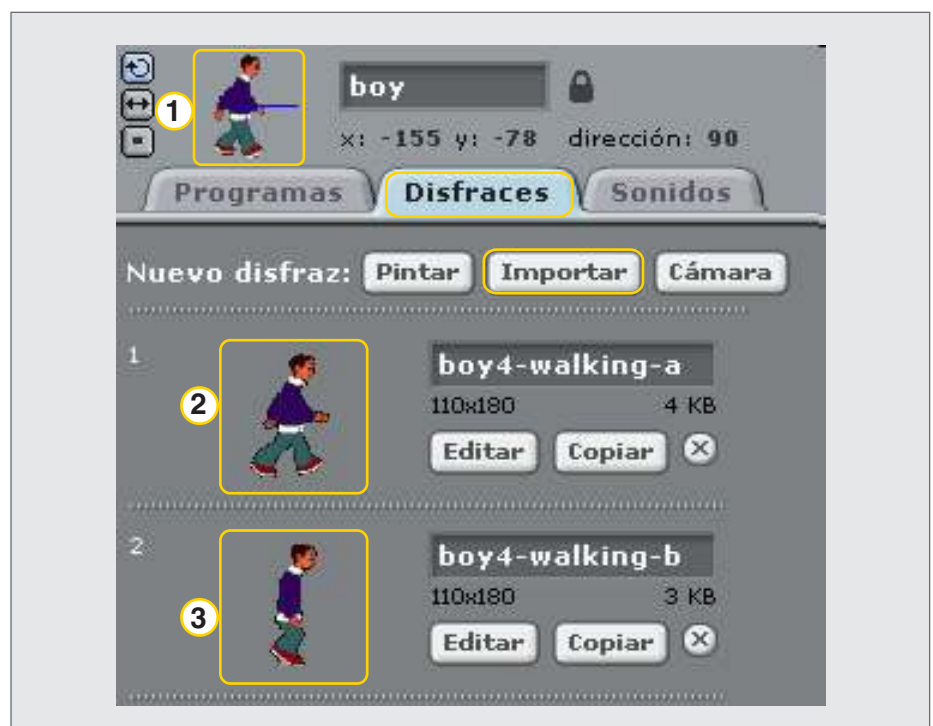 1
boy
x: -155 y: -78 dirección: 90
Programas Disfraces Sonidos
Nuevo disfraz: Pintar Importar Cámara
1
2
boy4-walking-a
110x180 4 KB
Editar Copiar
2
3
boy4-walking-b
110x180 3 KB
Editar Copiar